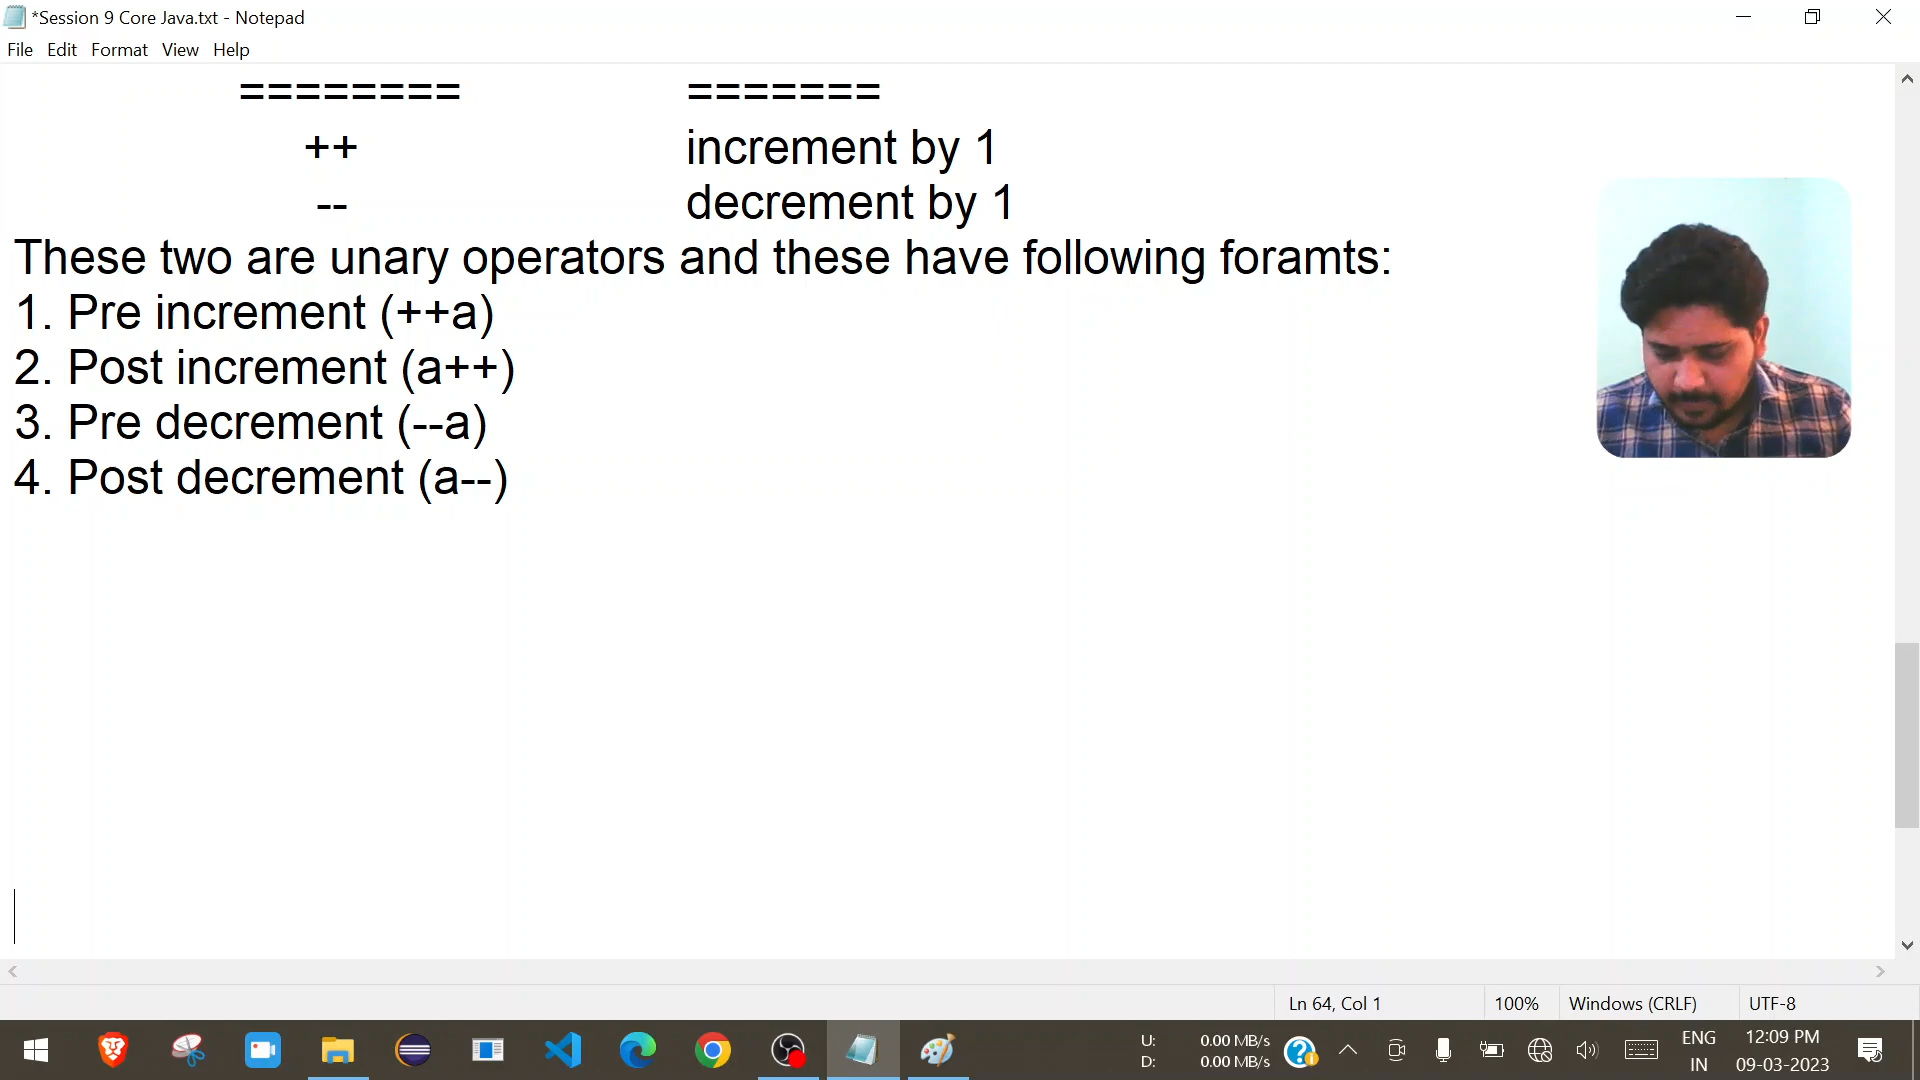 *Session 9 Core Java.txt - Notepad
File Edit Format View Help
======== =======
++ increment by 1
-- decrement by 1
These two are unary operators and these have following foramts:
1. Pre increment (++a)
2. Post increment (a++)
3. Pre decrement (--a)
4. Post decrement (a--)
Ln 64, Col 1 100% Windows (CRLF) UTF-8
U: 0.00 MB/s
D: 0.00 MB/s
ENG
IN
12:09 PM
09-03-2023